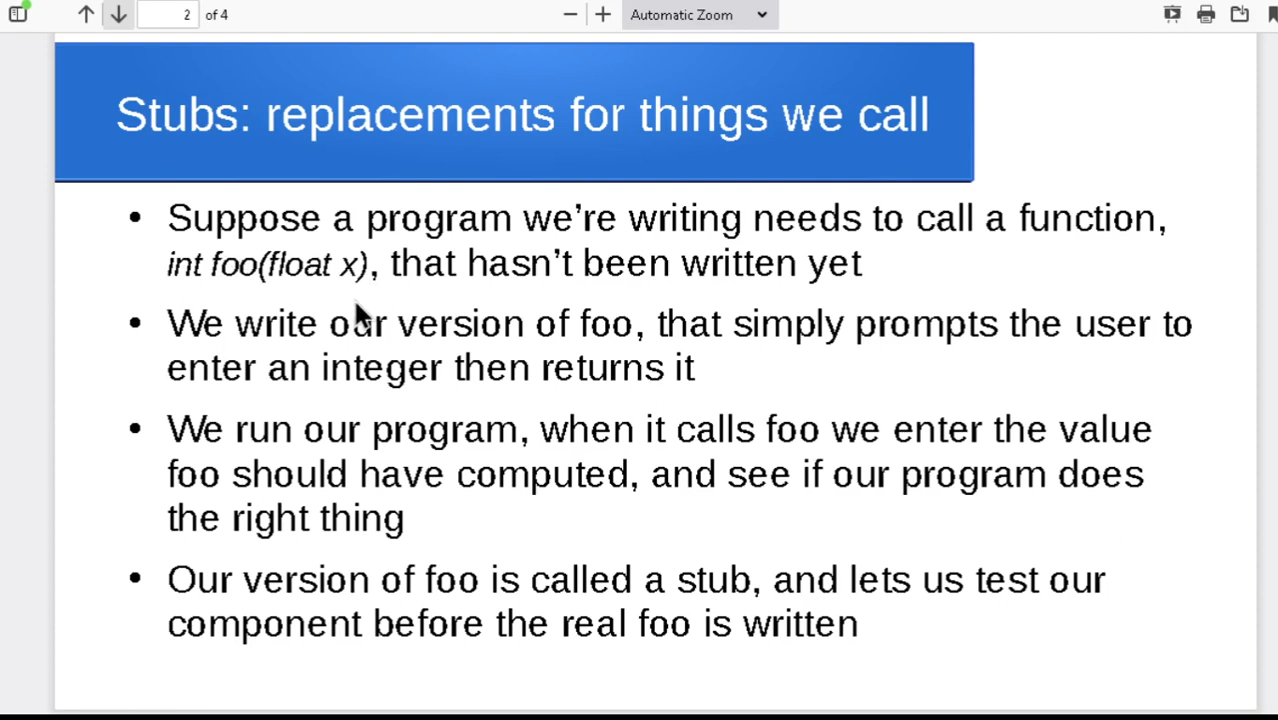 2 of 4 Automatic Zoom
Stubs: replacements for things we call
• Suppose a program we’re writing needs to call a function,
int foo(float x), that hasn’t been written yet
• We write our version of foo, that simply prompts the user to
enter an integer then returns it
• We run our program, when it calls foo we enter the value
foo should have computed, and see if our program does
the right thing
• Our version of foo is called a stub, and lets us test our
component before the real foo is written